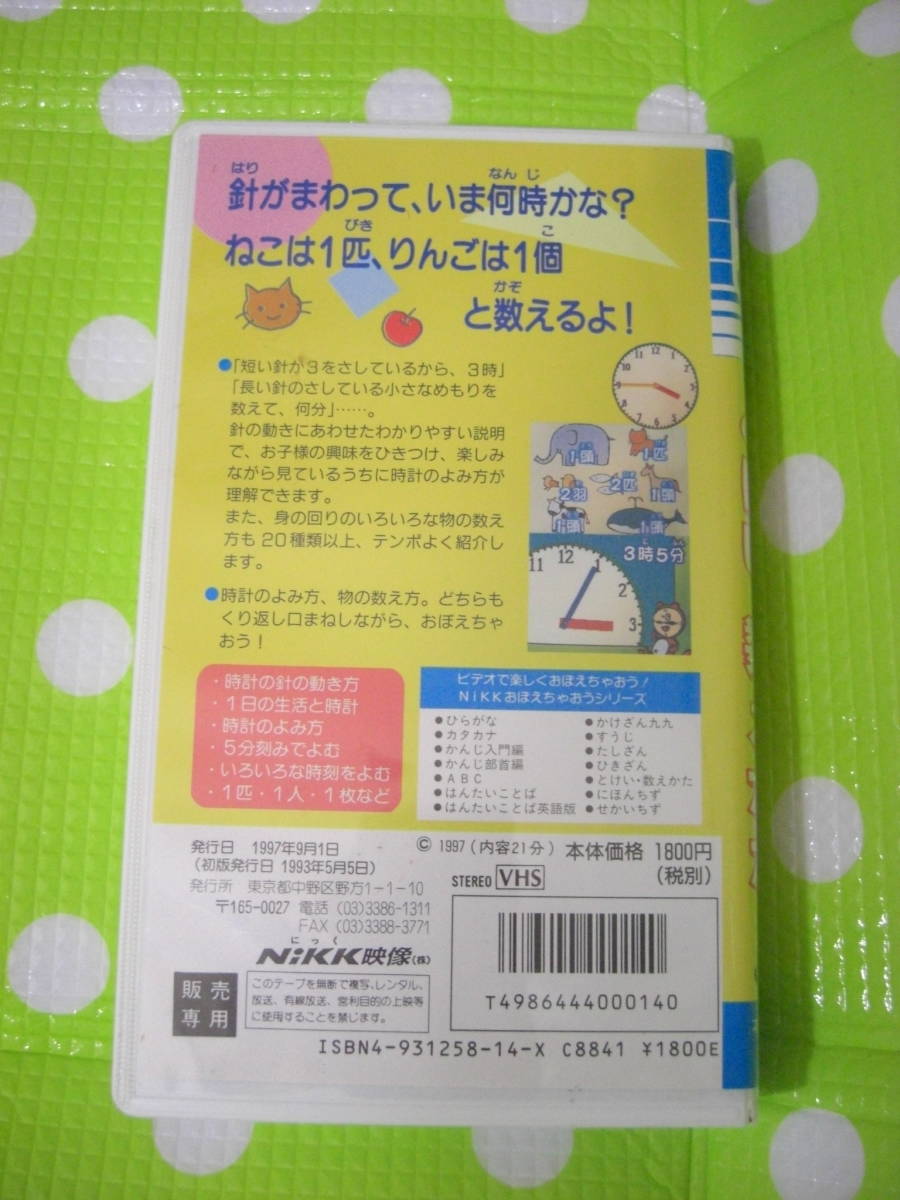 はり なんじ
針がまわって、いま何時かな?
びき こ
ねこは1匹、りんごは1個
かぞ
と数えるよ!
●「短い針が3をさしているから、3時」
「長い針のさしている小さなめもりを
数えて、何分」……。
針の動きにあわせたわかりやすい説明
で、お子様の興味をひきつけ、楽しみ
ながら見ているうちに時計のよみ方が
理解できます。
また、身の回りのいろいろな物の数え
方も20種類以上、テンポよく紹介し
ます。
●時計のよみ方、物の数え方。どちらも
くり返し口まねしながら、おぼえちゃ
おう!
1頭 1匹
2羽 2匹 1頭
1頭 1頭
3時5分
11 12 1 2 3
・時計の針の動き方
・1日の生活と時計
・時計のよみ方
・5分刻みでよむ
・いろいろな時刻をよむ
・1匹・1人・1枚など
ビデオで楽しくおぼえちゃおう!
NiKKおぼえちゃおうシリーズ
●ひらがな
●カタカナ
●かんじ入門編
●かんじ部首編
●ABC
●はんたいことば
●はんたいことば英語版
●かけざん九九
●すうじ
●たしざん
●ひきざん
●とけい・数えかた
●にほんちず
●せかいちず
発行日 1997年9月1日
(初版発行日 1993年5月5日)
発行所 東京都中野区野方1-1-10
〒165-0027 電話 (03)3386-1311
FAX (03)3388-3771
にっく
NiKK映像(株)
© 1997 (内容21分) 本体価格 1800円
(税別)
STEREO VHS
販売
専用
このテープを無断で複写、レンタル、
放送、有線放送、営利目的の上映等
に使用することを禁じます。
T4986444000140
ISBN4-931258-14-X C8841 ¥1800E